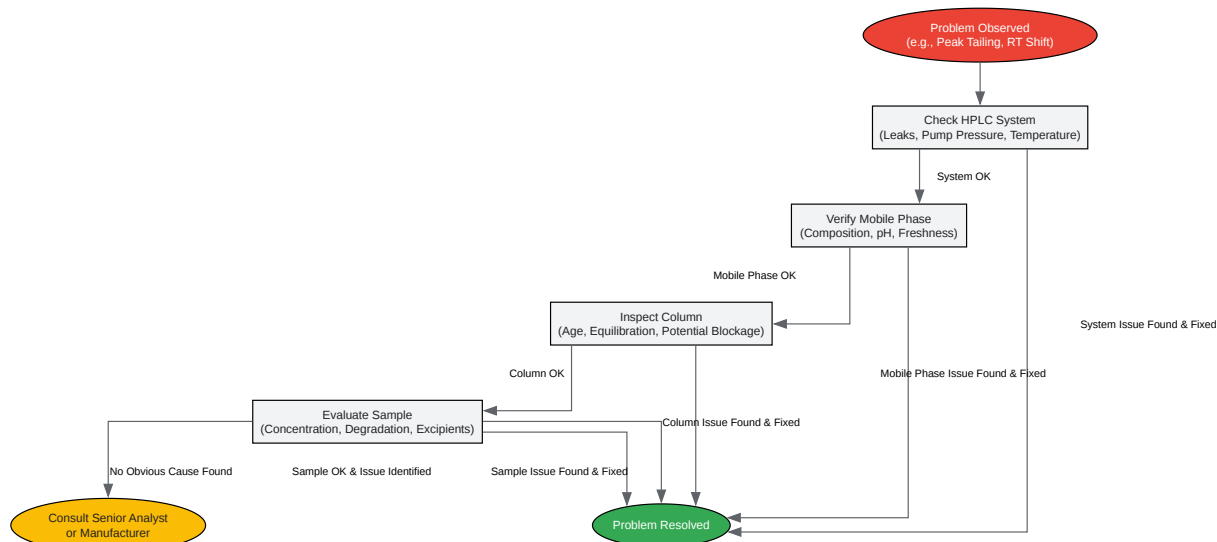 Problem Observed
(e.g., Peak Tailing, RT Shift)
Check HPLC System
(Leaks, Pump Pressure, Temperature)
System OK
Verify Mobile Phase
(Composition, pH, Freshness)
Mobile Phase OK
Inspect Column
(Age, Equilibration, Potential Blockage)
System Issue Found & Fixed
Column OK
Mobile Phase Issue Found & Fixed
Evaluate Sample
(Concentration, Degradation, Excipients)
Column Issue Found & Fixed
No Obvious Cause Found
Sample OK & Issue Identified
Sample Issue Found & Fixed
Consult Senior Analyst
or Manufacturer
Problem Resolved